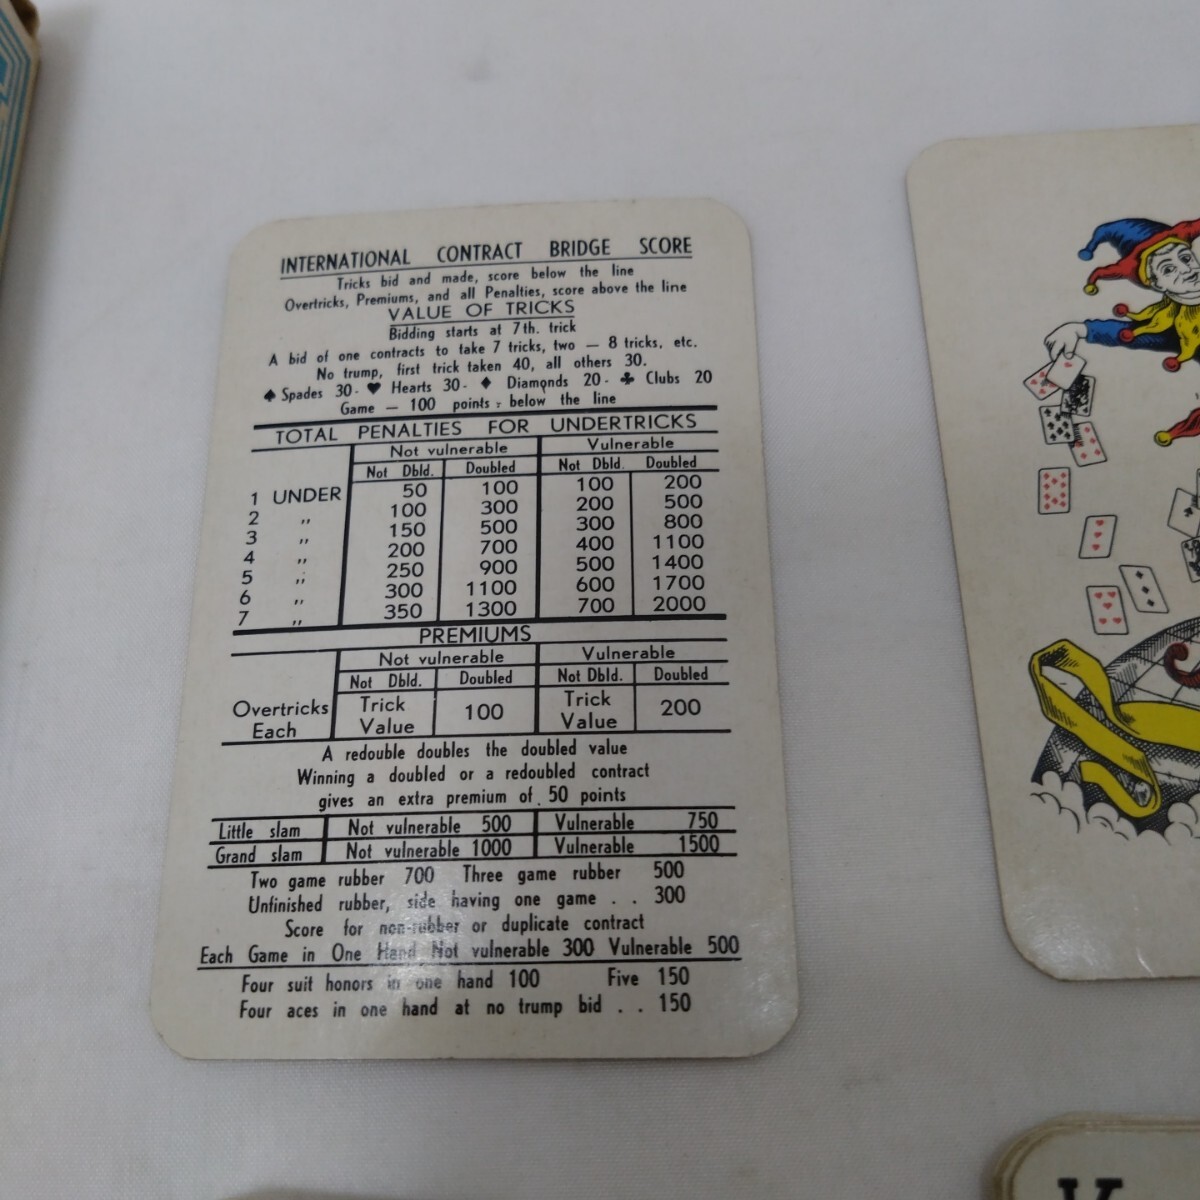 INTERNATIONAL CONTRACT BRIDGE SCORE
Tricks bid and made, score below the line
Overtricks, Premiums, and all Penalties, score above the line
VALUE OF TRICKS
Bidding starts at 7th. trick
A bid of one contracts to take 7 tricks, two — 8 tricks, etc.
No trump, first trick taken 40, all others 30.
♠ Spades 30 - ♥ Hearts 30 - ♦ Diamonds 20 - ♣ Clubs 20
Game — 100 points - below the line
TOTAL PENALTIES FOR UNDERTRICKS
Not vulnerable Vulnerable
Not Dbld. Doubled Not Dbld. Doubled
1 UNDER 50 100 100 200
2 ,, 100 300 200 500
3 ,, 150 500 300 800
4 ,, 200 700 400 1100
5 ,, 250 900 500 1400
6 ,, 300 1100 600 1700
7 ,, 350 1300 700 2000
PREMIUMS
Not vulnerable Vulnerable
Not Dbld. Doubled Not Dbld. Doubled
Overtricks Each Trick Value 100 Trick Value 200
A redouble doubles the doubled value
Winning a doubled or a redoubled contract
gives an extra premium of. 50 points
Little slam Not vulnerable 500 Vulnerable 750
Grand slam Not vulnerable 1000 Vulnerable 1500
Two game rubber 700 Three game rubber 500
Unfinished rubber, side having one game . . 300
Score for non-rubber or duplicate contract
Each Game in One Hand Not vulnerable 300 Vulnerable 500
Four suit honors in one hand 100 Five 150
Four aces in one hand at no trump bid . . 150
K